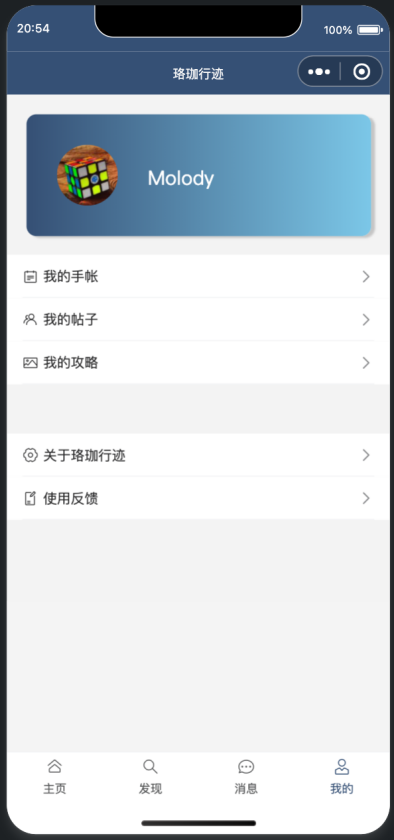 20:54
100%
珞珈行迹
Molody
我的手帐
我的帖子
我的攻略
关于珞珈行迹
使用反馈
主页
发现
消息
我的